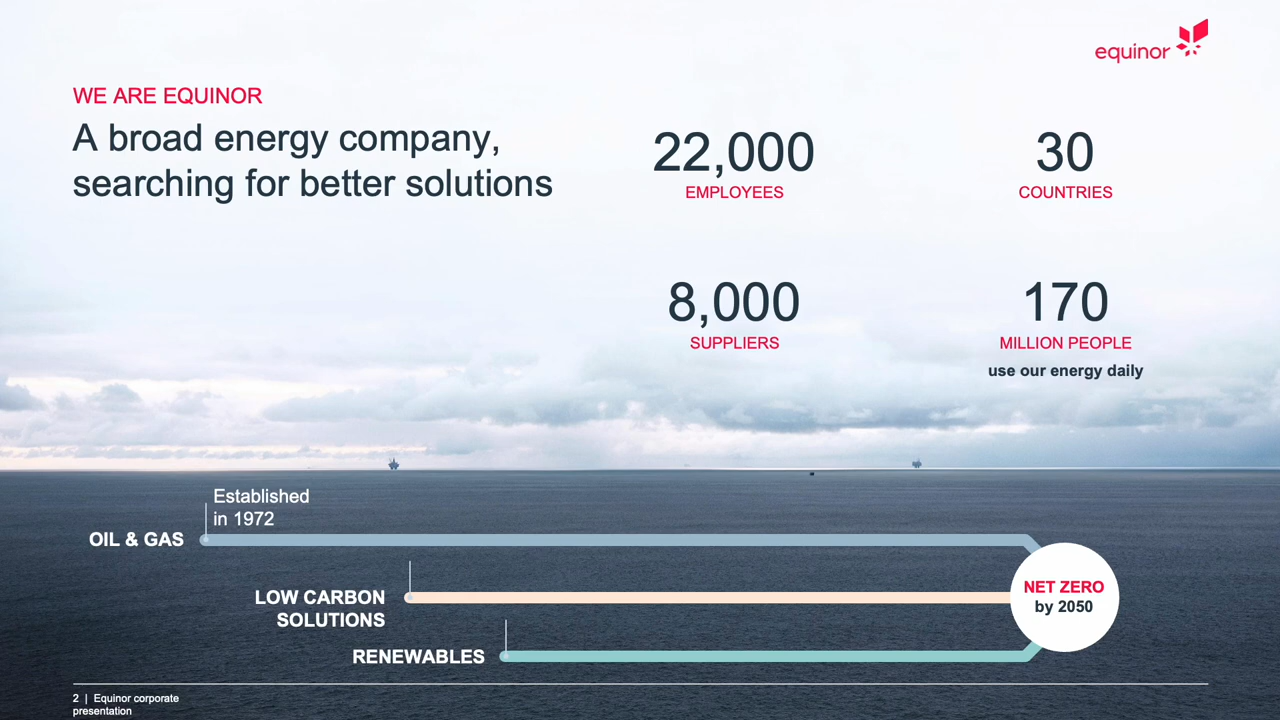 equinor
WE ARE EQUINOR
A broad energy company,
searching for better solutions
22,000
EMPLOYEES
30
COUNTRIES
8,000
SUPPLIERS
170
MILLION PEOPLE
use our energy daily
Established
in 1972
OIL & GAS
LOW CARBON
SOLUTIONS
RENEWABLES
NET ZERO
by 2050
2 | Equinor corporate
presentation